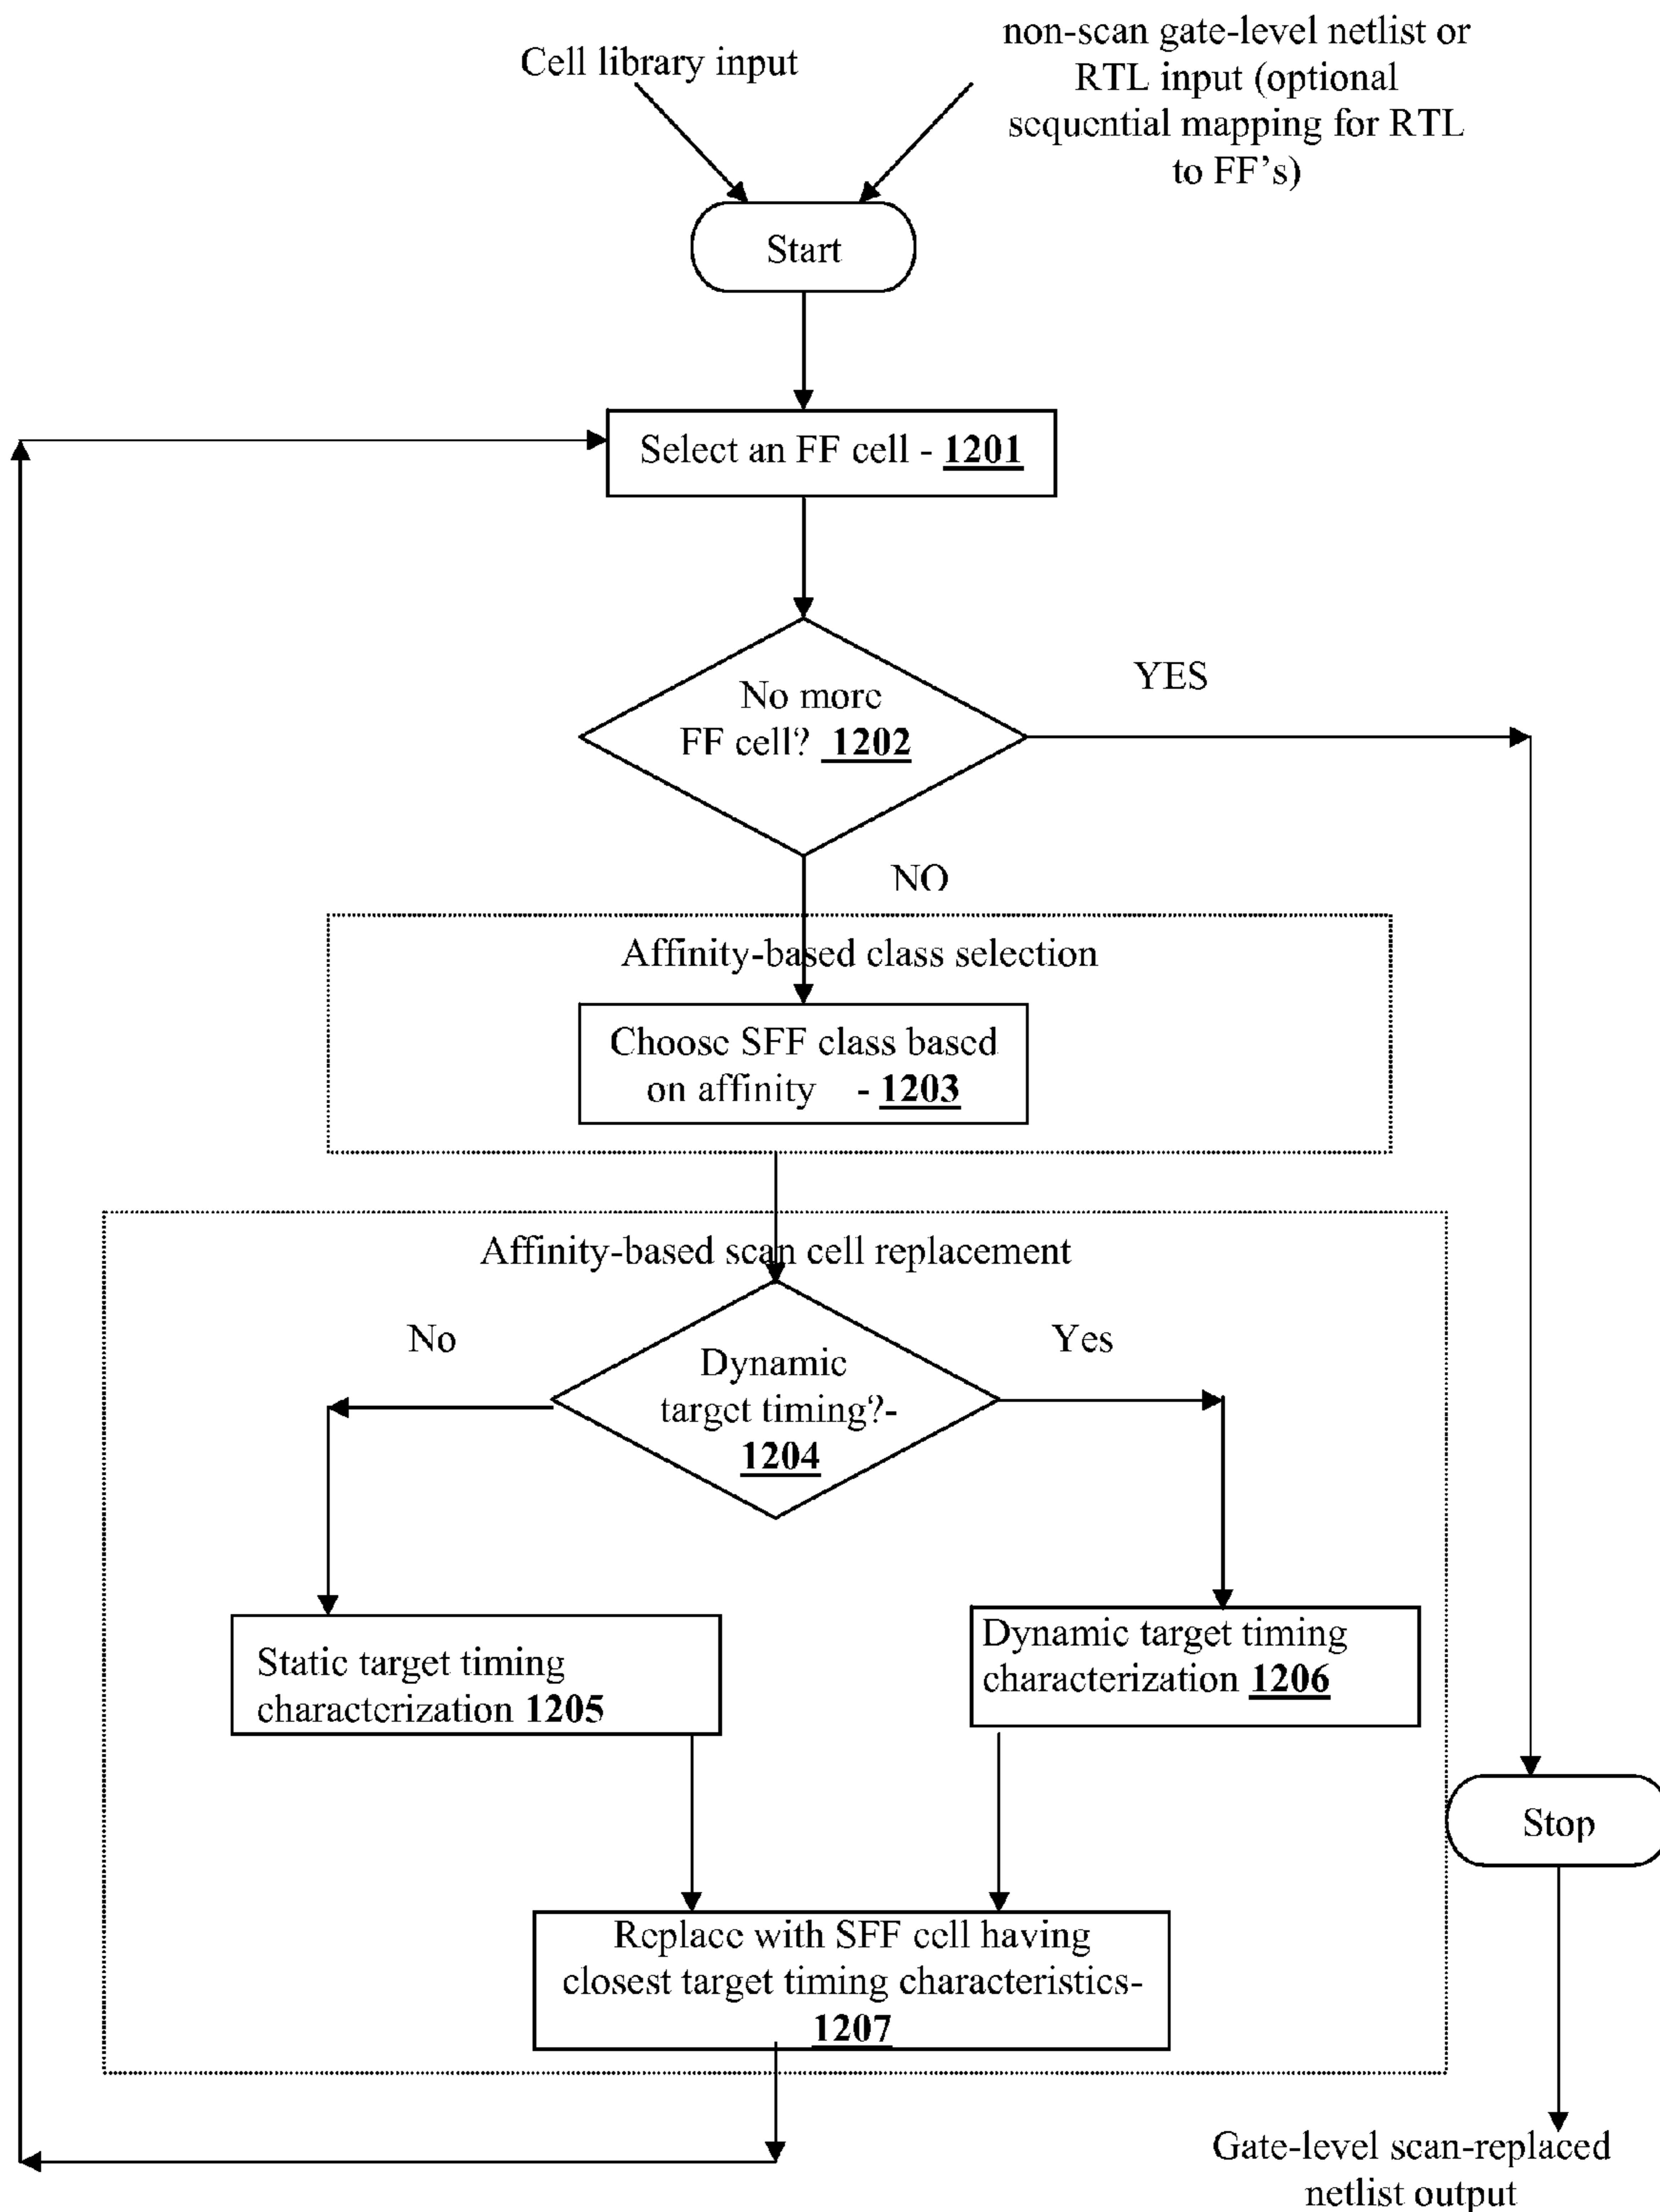 Cell library input
non-scan gate-level netlist or
RTL input (optional
sequential mapping for RTL
to FF's)
Start
Select an FF cell - 1201
No more
FF cell? 1202
YES
NO
Affinity-based class selection
Choose SFF class based
on affinity - 1203
Affinity-based scan cell replacement
No
Yes
Dynamic
target timing?-
1204
Static target timing
characterization 1205
Dynamic target timing
characterization 1206
Stop
Replace with SFF cell having
closest target timing characteristics-
1207
Gate-level scan-replaced
netlist output